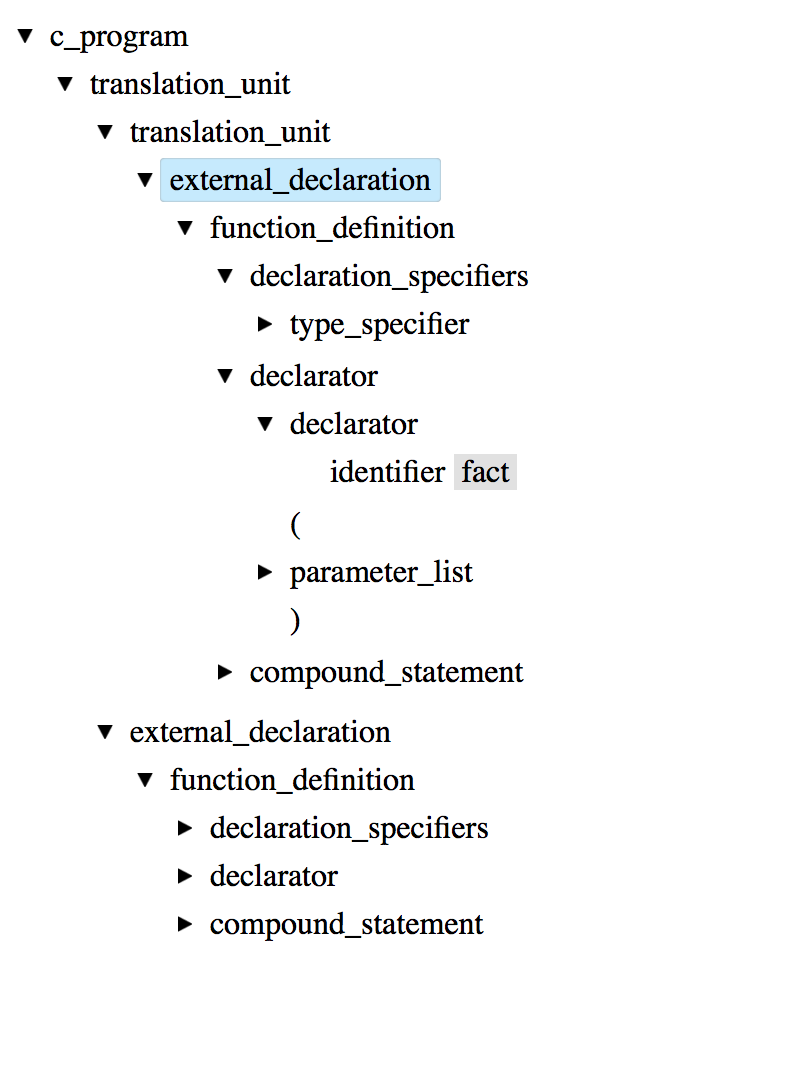 c_program
translation_unit
translation_unit
external_declaration
function_definition
declaration_specifiers
type_specifier
declarator
declarator
identifier fact
(
parameter_list
)
compound_statement
external_declaration
function_definition
declaration_specifiers
declarator
compound_statement